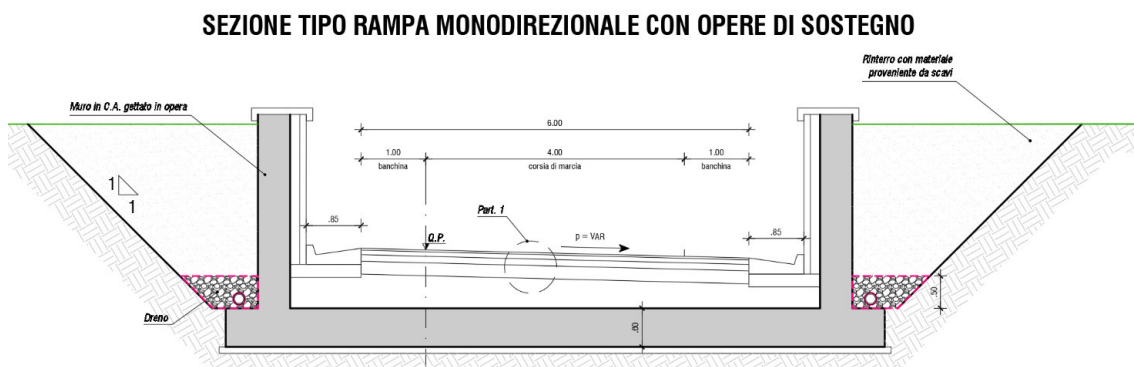 SEZIONE TIPO RAMPA MONODIREZIONALE CON OPERE DI SOSTEGNO
Rinterro con materiale
proveniente da scavi
Muro in C.A. gettato in opera
6.00
1.00
4.00
1.00
banchina
corsia di marcia
banchina
1
1
.85
Part. 1
Q.P.
p = VAR
.85
.50
Dreno
.60